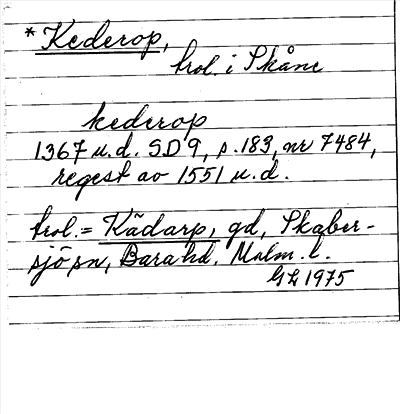 *Kederop,
trol. i Skåne
kederop
1367 u.d. SD 9, s. 183, nr 7484,
regest av 1551 u.d.
trol. = Kädarp, gd, Skaber-
sjö sn, Bara hd. Malm. l.
GL 1975